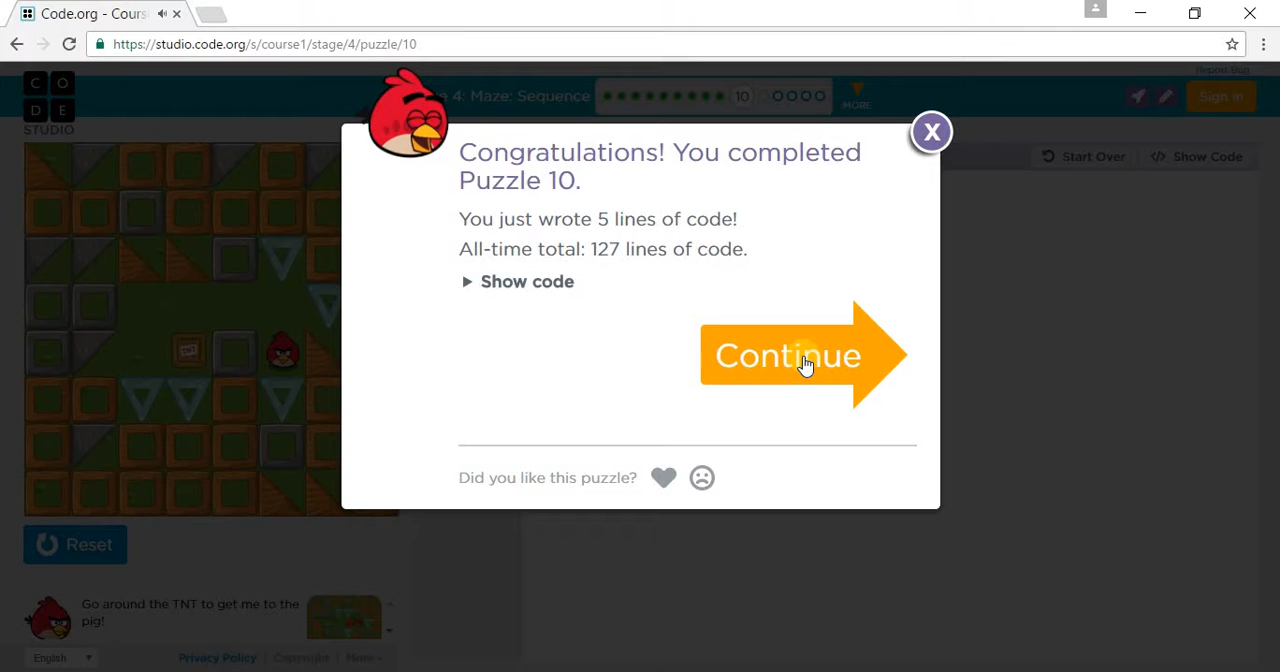 Code.org - Cours
https://studio.code.org/s/course1/stage/4/puzzle/10
Report Bug
C O
D E
STUDIO
e 4: Maze: Sequence
10
MORE
Sign in
X
Start Over
</> Show Code
Congratulations! You completed
Puzzle 10.
You just wrote 5 lines of code!
All-time total: 127 lines of code.
Show code
TNT
Continue
Did you like this puzzle?
Reset
Go around the TNT to get me to the
pig!
English
Privacy Policy
Copyright
More